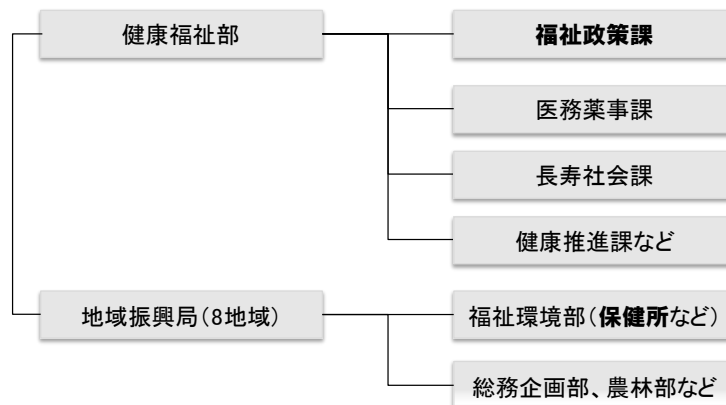 健康福祉部
福祉政策課
医務薬事課
長寿社会課
健康推進課など
地域振興局（8地域）
福祉環境部（保健所など）
総務企画部、農林部など